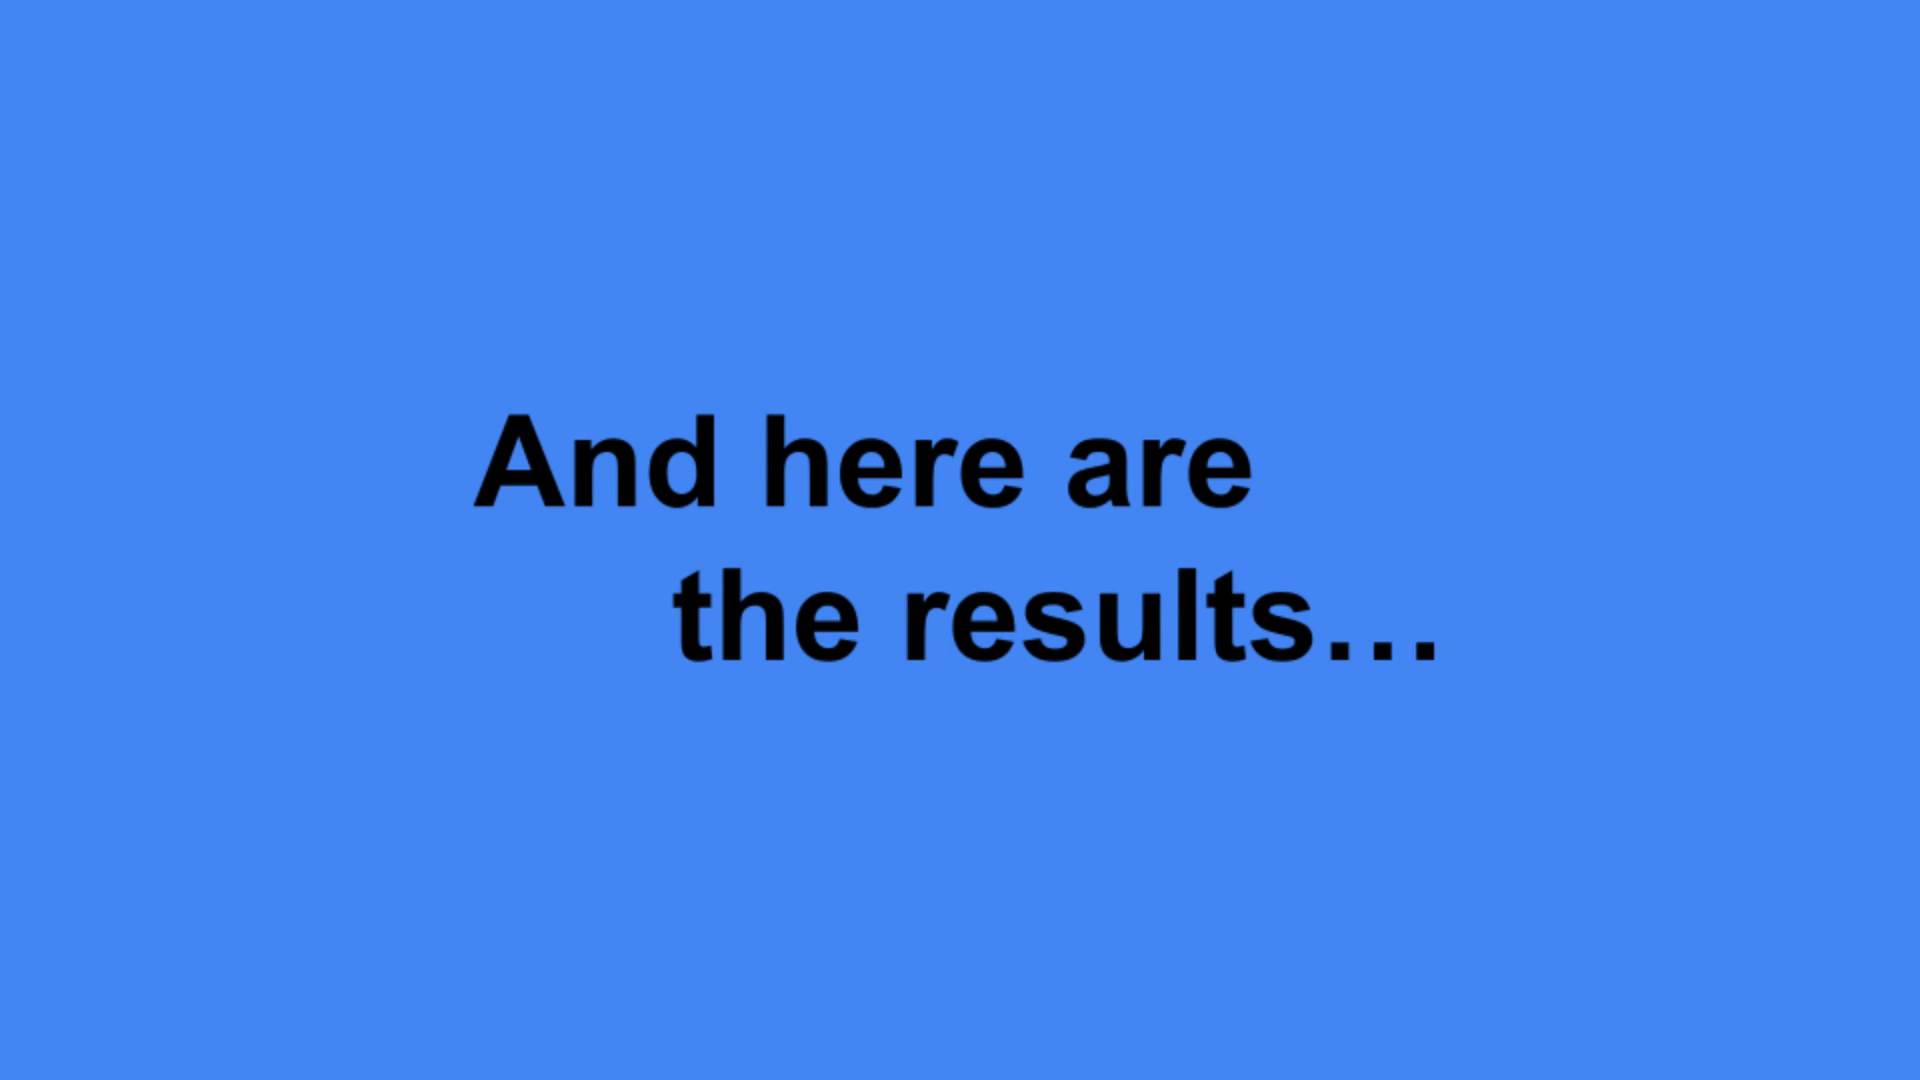 And here are
the results…